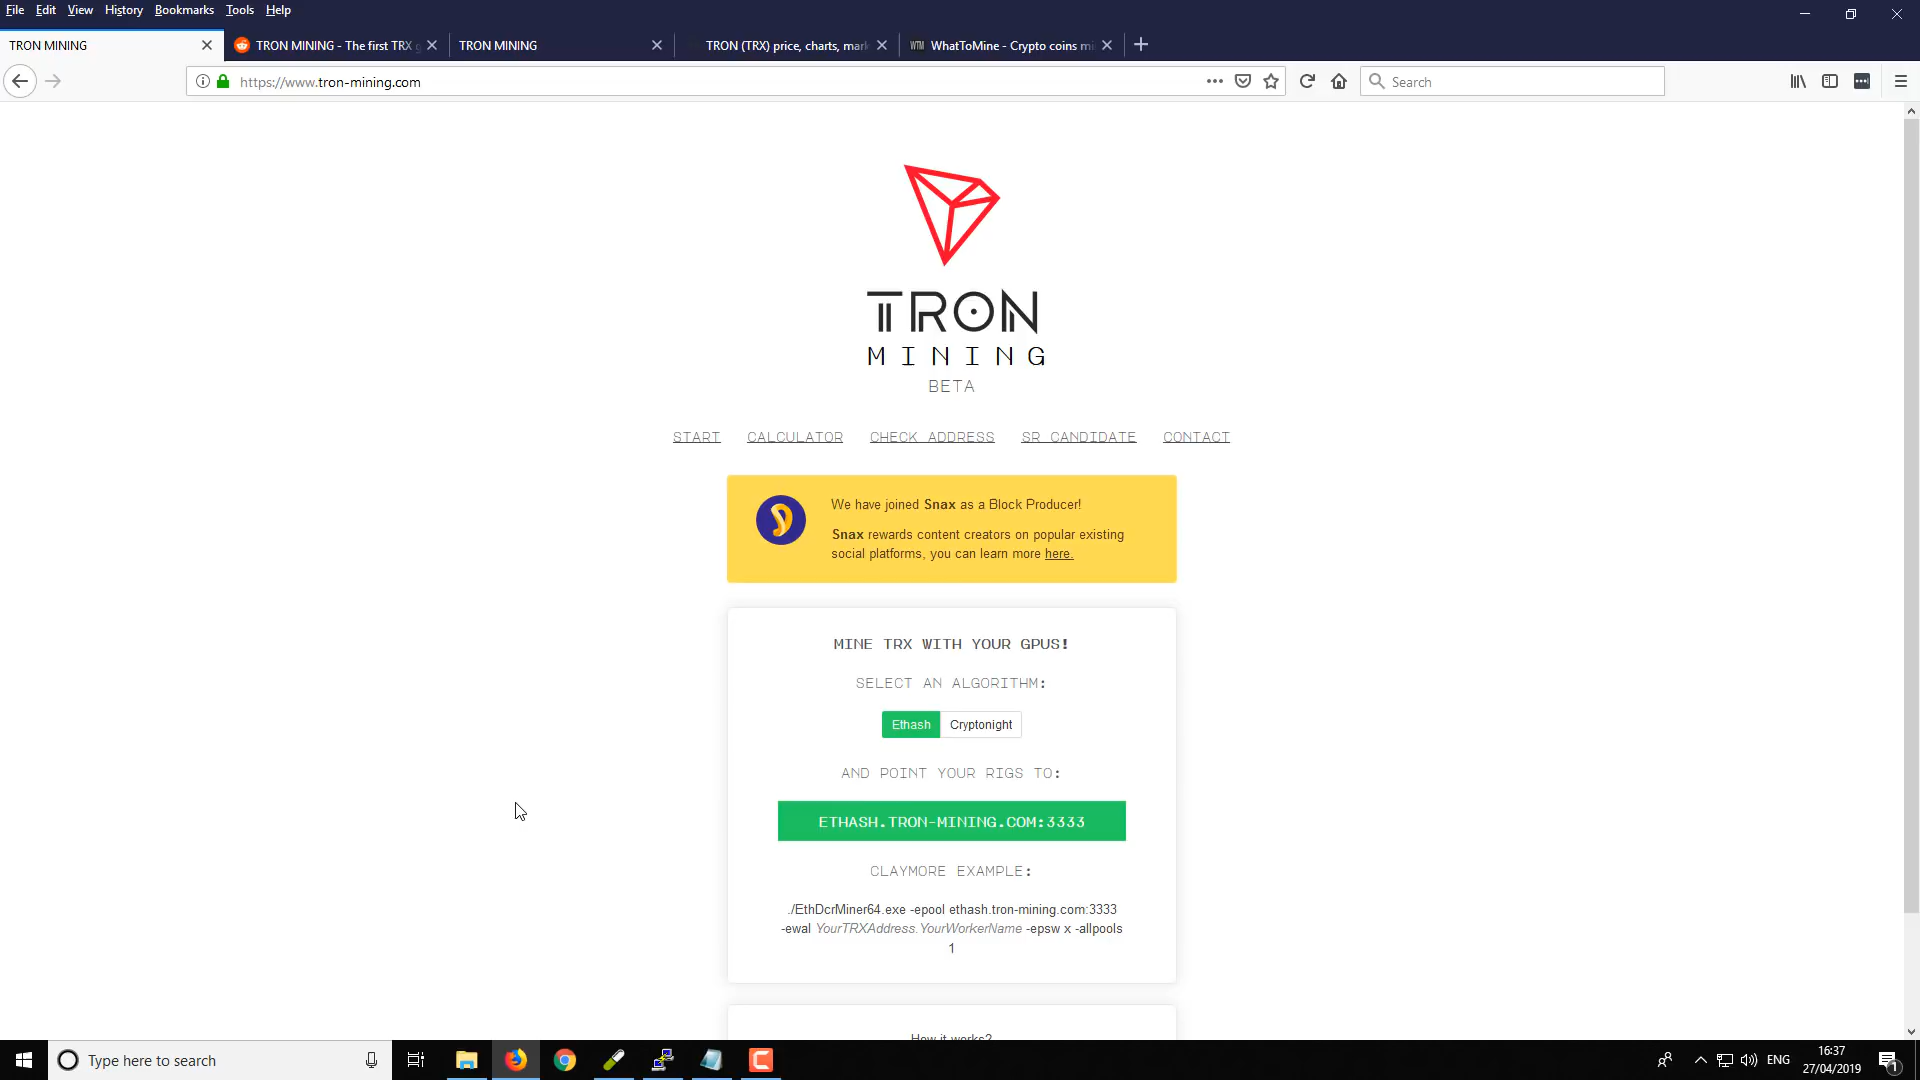 File Edit View History Bookmarks Tools Help
TRON MINING
TRON MINING - The first TRX
TRON MINING
TRON (TRX) price, charts, mar
WhatToMine - Crypto coins mi
https://www.tron-mining.com
Search
TRON
MINING
BETA
START CALCULATOR CHECK ADDRESS SR CANDIDATE CONTACT
We have joined Snax as a Block Producer!
Snax rewards content creators on popular existing
social platforms, you can learn more here.
MINE TRX WITH YOUR GPUS!
SELECT AN ALGORITHM:
Ethash Cryptonight
AND POINT YOUR RIGS TO:
ETHASH.TRON-MINING.COM:3333
CLAYMORE EXAMPLE:
./EthDcrMiner64.exe -epool ethash.tron-mining.com:3333
-ewal YourTRXAddress.YourWorkerName -epsw x -allpools
1
How it works?
Type here to search
ENG
16:37
27/04/2019
1